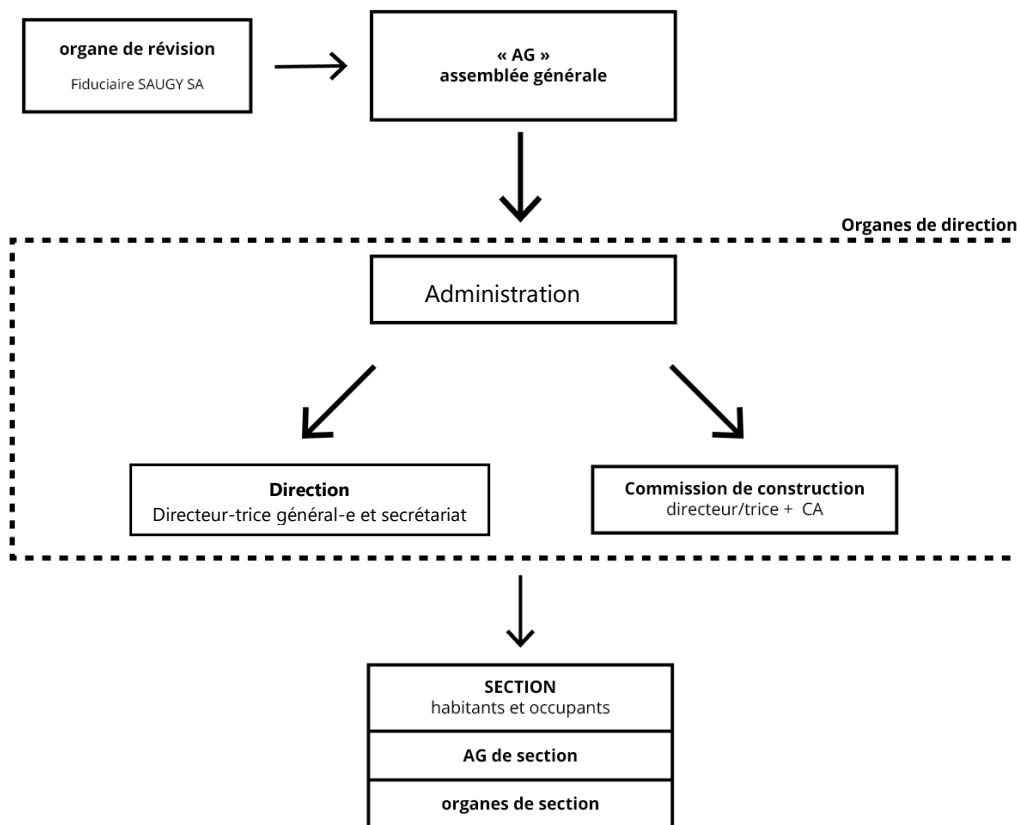 organe de révision
Fiduciaire SAUGY SA
« AG »
assemblée générale
Organes de direction
Administration
Direction
Directeur-trice général-e et secrétariat
Commission de construction
directeur/trice + CA
SECTION
habitants et occupants
AG de section
organes de section